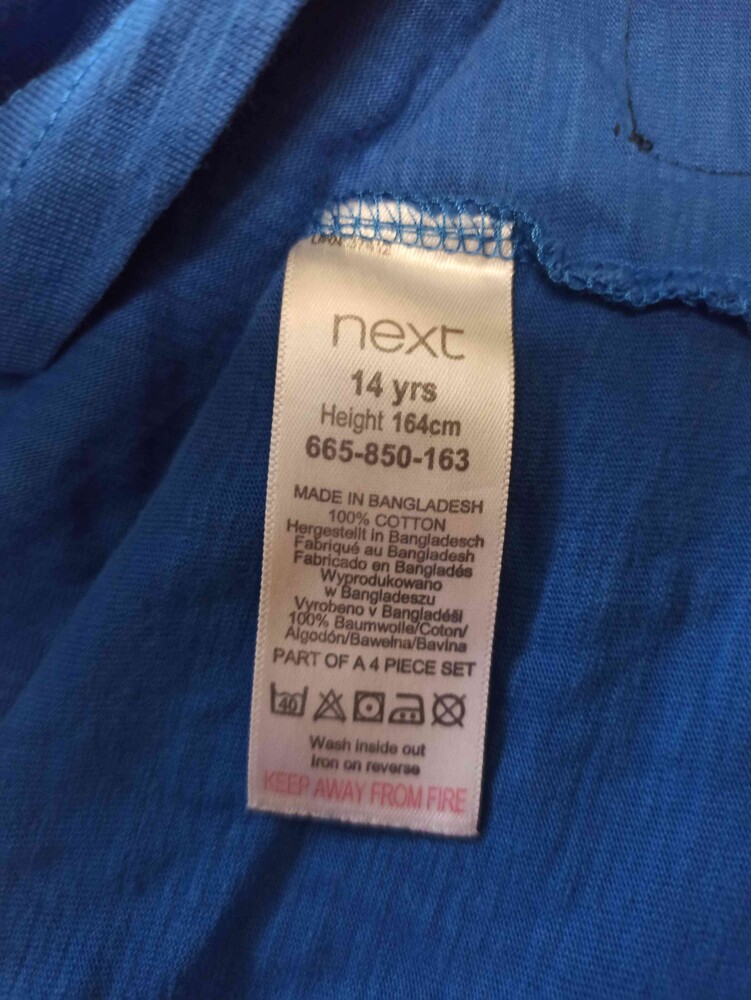 next
14 yrs
Height 164cm
665-850-163
MADE IN BANGLADESH
100% COTTON
Hergestellt in Bangladesch
Fabriqué au Bangladesh
Fabricado en Bangladés
Wyprodukowano
w Bangladeszu
Vyrobeno v Bangladéši
100% Baumwolle/Coton/
Algodón/Bawełna/Bavlna
PART OF A 4 PIECE SET
40
Wash inside out
Iron on reverse
KEEP AWAY FROM FIRE